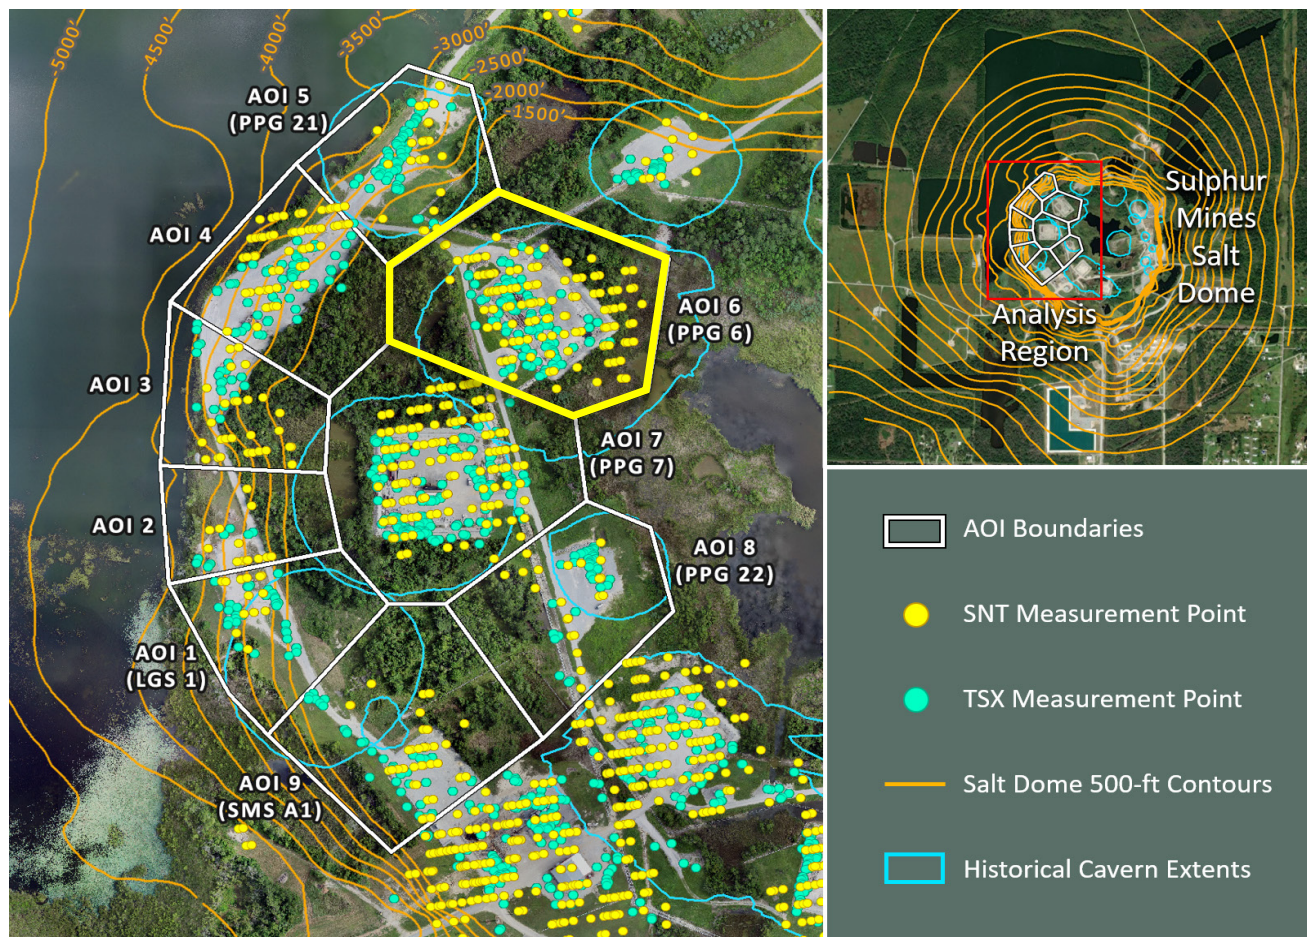 -5000'
-4500'
-4000'
-3500'
-3000'
-2500'
-2000'
-1500'
AOI 5
(PPG 21)
AOI 4
AOI 3
AOI 2
AOI 1
(LGS 1)
AOI 9
(SMS A1)
AOI 6
(PPG 6)
AOI 7
(PPG 7)
AOI 8
(PPG 22)
Sulphur
Mines
Salt
Dome
Analysis
Region
AOI Boundaries
SNT Measurement Point
TSX Measurement Point
Salt Dome 500-ft Contours
Historical Cavern Extents